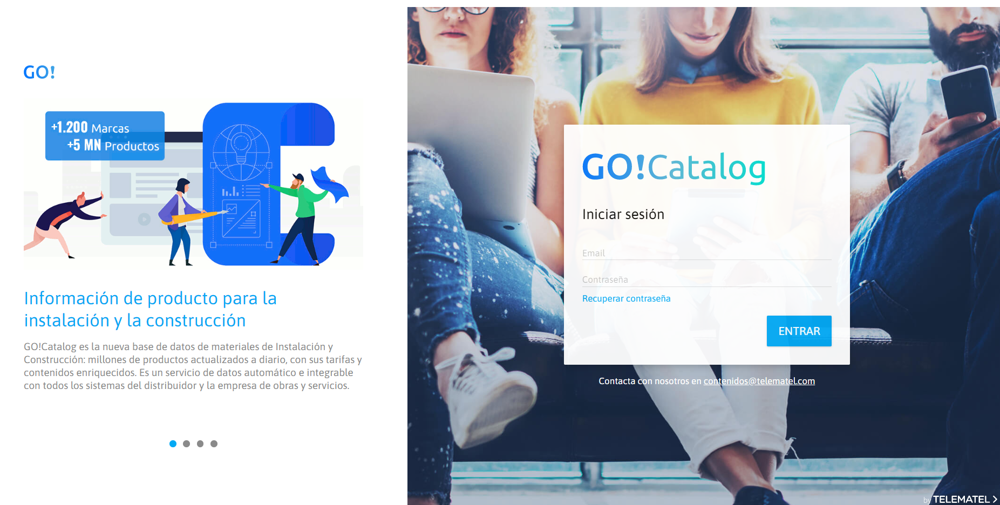 GO!
+1.200 Marcas
+5 MN Productos
Información de producto para la
instalación y la construcción
GO!Catalog es la nueva base de datos de materiales de Instalación y
Construcción: millones de productos actualizados a diario, con sus tarifas y
contenidos enriquecidos. Es un servicio de datos automático e integrable
con todos los sistemas del distribuidor y la empresa de obras y servicios.
GO!Catalog
Iniciar sesión
Email
Contraseña
Recuperar contraseña
ENTRAR
Contacta con nosotros en contenidos@telematel.com
by TELEMATEL